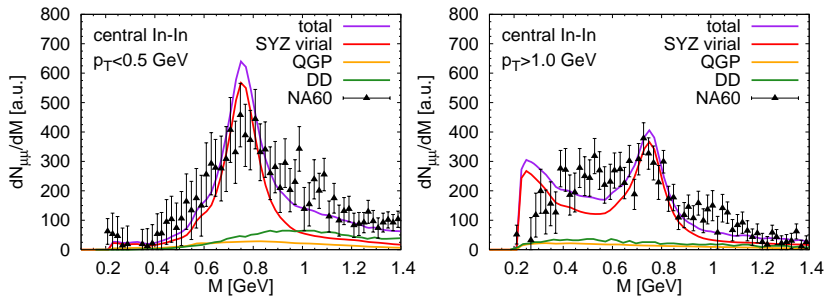 central In-In
p_T<0.5 GeV
total
SYZ virial
QGP
DD
NA60
dN_μμ/dM [a.u.]
800
700
600
500
400
300
200
100
0
0.2 0.4 0.6 0.8 1 1.2 1.4
M [GeV]
central In-In
p_T>1.0 GeV
total
SYZ virial
QGP
DD
NA60
dN_μμ/dM [a.u.]
800
700
600
500
400
300
200
100
0
0.2 0.4 0.6 0.8 1 1.2 1.4
M [GeV]